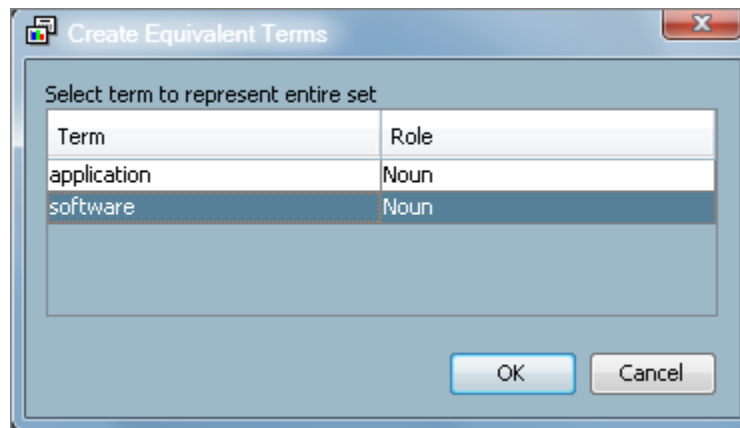 Create Equivalent Terms
Select term to represent entire set
Term Role
application Noun
software Noun
OK Cancel